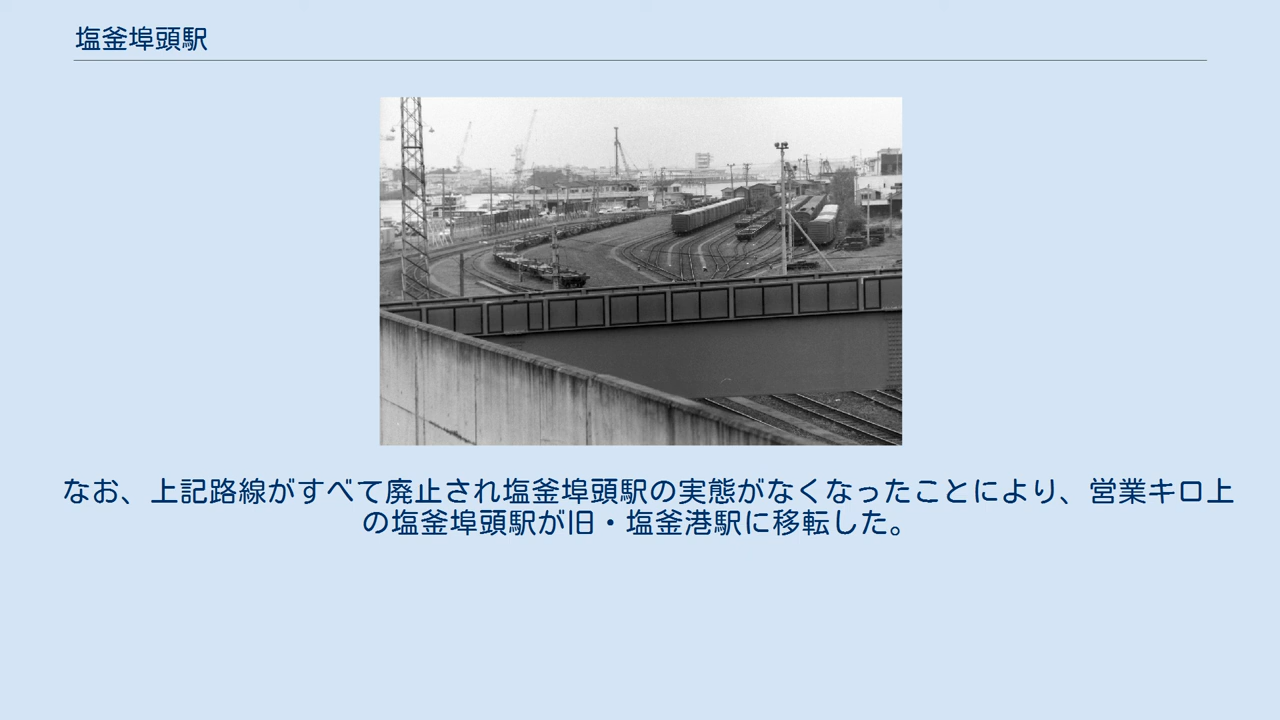 塩釜埠頭駅
なお、上記路線がすべて廃止され塩釜埠頭駅の実態がなくなったことにより、営業キロ上
の塩釜埠頭駅が旧・塩釜港駅に移転した。